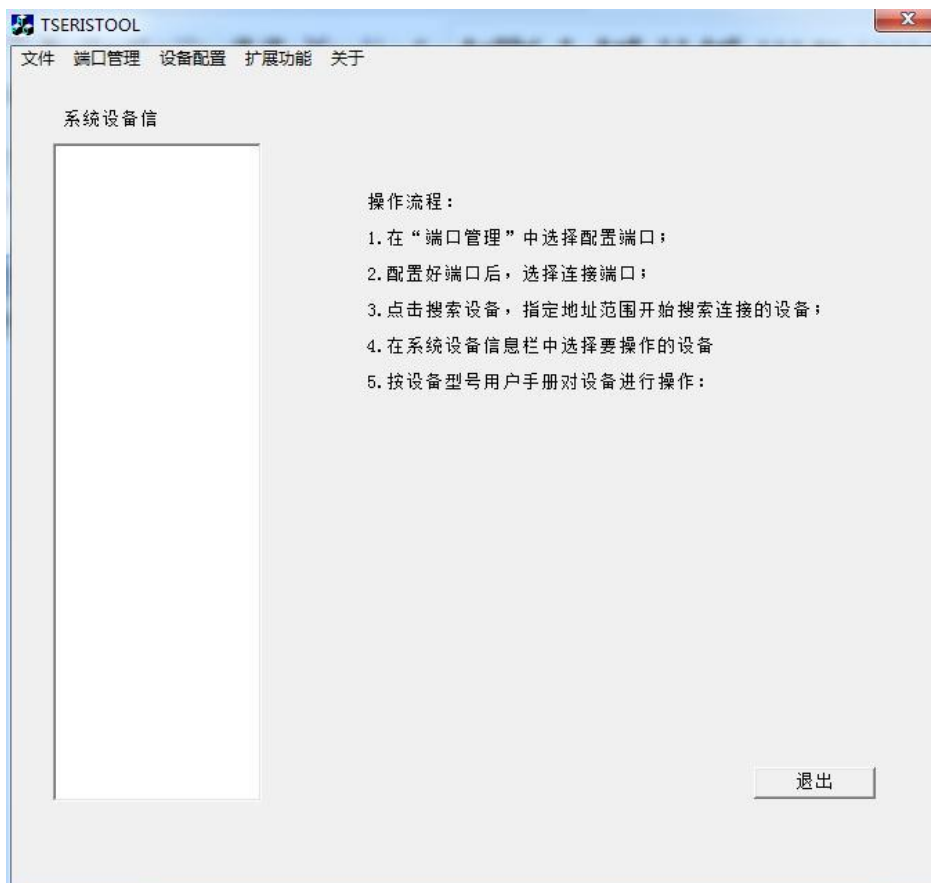 TSERISTOOL
文件 端口管理 设备配置 扩展功能 关于
系统设备信
操作流程：
1.在“端口管理”中选择配置端口；
2.配置好端口后，选择连接端口；
3.点击搜索设备，指定地址范围开始搜索连接的设备；
4.在系统设备信息栏中选择要操作的设备
5.按设备型号用户手册对设备进行操作：
退出